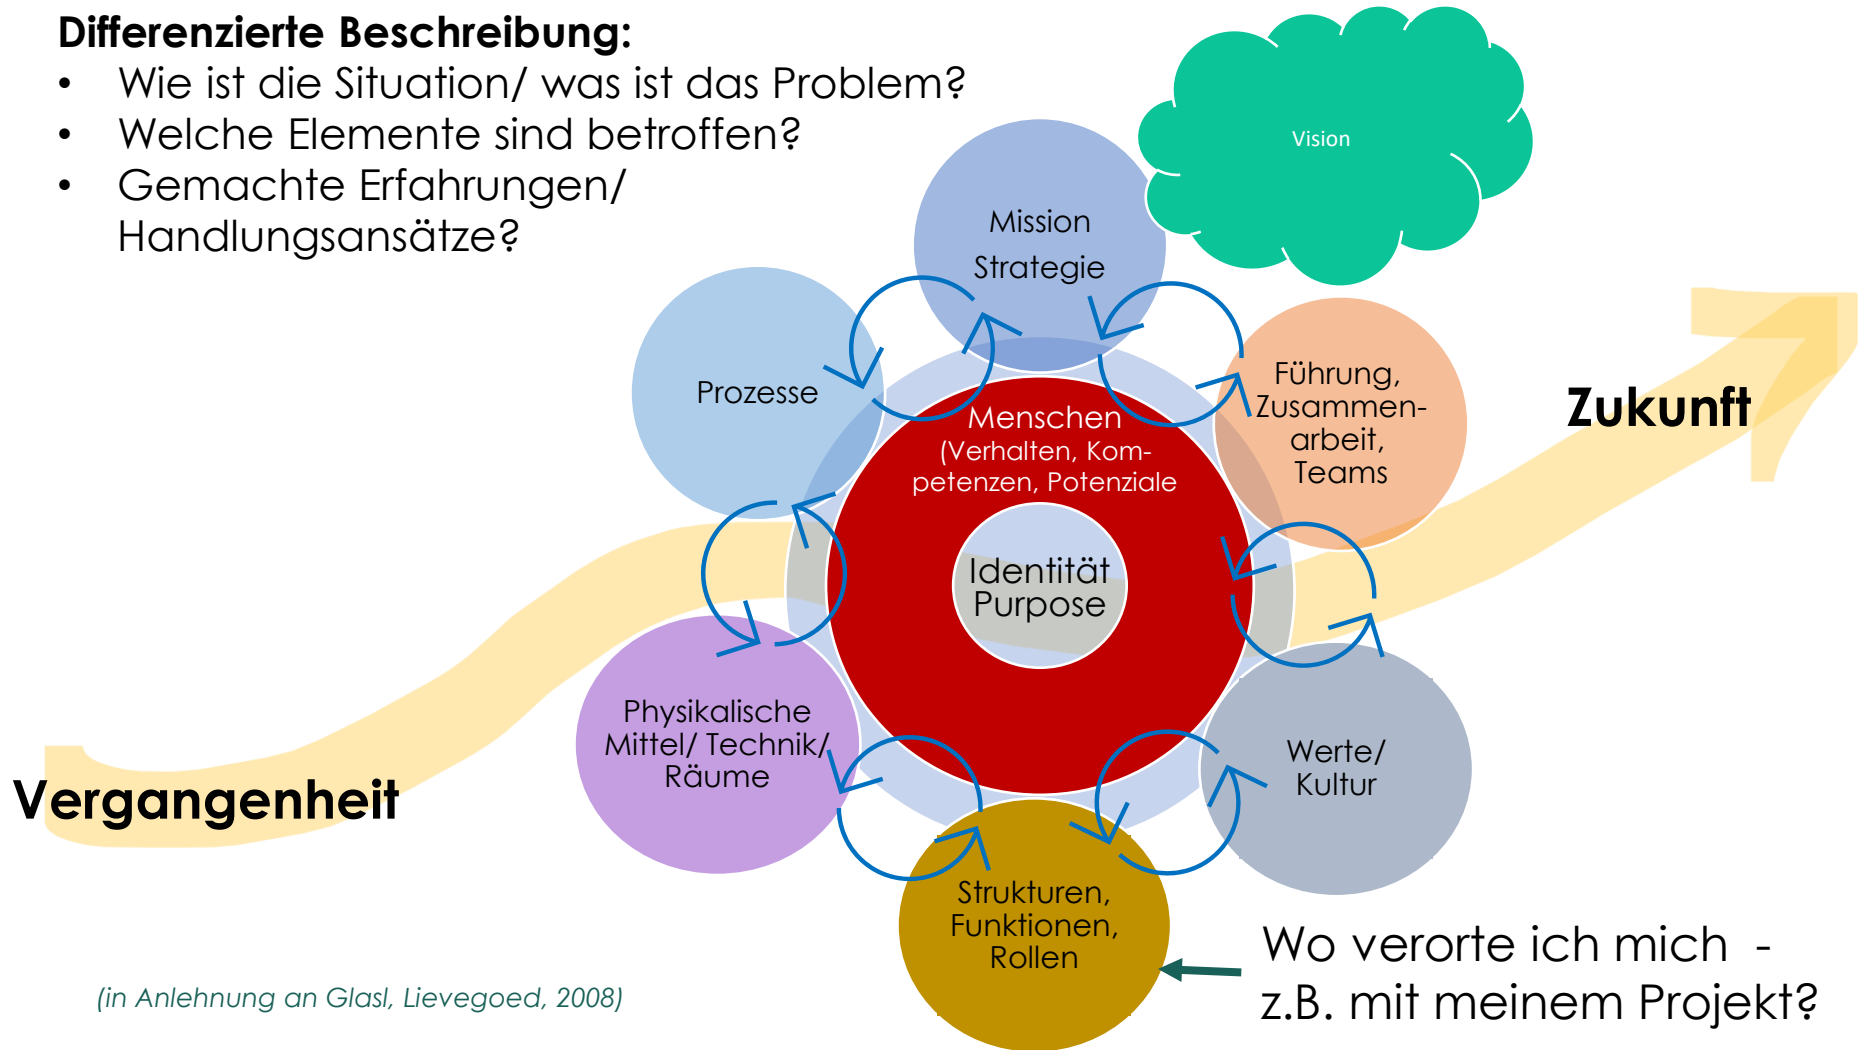 Differenzierte Beschreibung:
• Wie ist die Situation/ was ist das Problem?
• Welche Elemente sind betroffen?
• Gemachte Erfahrungen/
Handlungsansätze?
Vision
Mission
Strategie
Prozesse
Führung,
Zusammen-
arbeit,
Teams
Zukunft
Menschen
(Verhalten, Kom-
petenzen, Potenziale
Identität
Purpose
Physikalische
Mittel/ Technik/
Räume
Vergangenheit
Werte/
Kultur
Strukturen,
Funktionen,
Rollen
Wo verorte ich mich -
z.B. mit meinem Projekt?
(in Anlehnung an Glasl, Lievegoed, 2008)